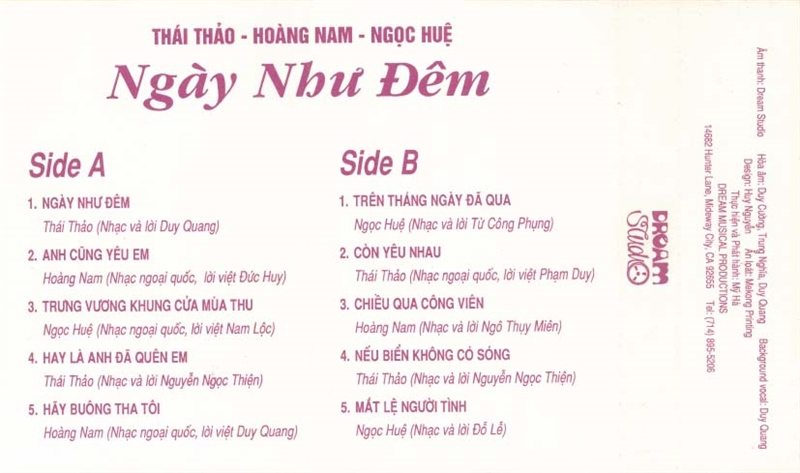 THÁI THẢO - HOÀNG NAM - NGỌC HUỆ
Ngày Như Đêm
Side A
1. NGÀY NHƯ ĐÊM
Thái Thảo (Nhạc và lời Duy Quang)
2. ANH CŨNG YÊU EM
Hoàng Nam (Nhạc ngoại quốc, lời việt Đức Huy)
3. TRƯNG VƯƠNG KHUNG CỬA MÙA THU
Ngọc Huệ (Nhạc ngoại quốc, lời việt Nam Lộc)
4. HAY LÀ ANH ĐÃ QUÊN EM
Thái Thảo (Nhạc và lời Nguyễn Ngọc Thiện)
5. HÃY BUÔNG THA TÔI
Hoàng Nam (Nhạc ngoại quốc, lời việt Duy Quang)
Side B
1. TRÊN THÁNG NGÀY ĐÃ QUA
Ngọc Huệ (Nhạc và lời Từ Công Phụng)
2. CÒN YÊU NHAU
Thái Thảo (Nhạc ngoại quốc, lời việt Phạm Duy)
3. CHIỀU QUA CÔNG VIÊN
Hoàng Nam (Nhạc và lời Ngô Thụy Miên)
4. NẾU BIỂN KHÔNG CÓ SÓNG
Thái Thảo (Nhạc và lời Nguyễn Ngọc Thiện)
5. MẮT LỆ NGƯỜI TÌNH
Ngọc Huệ (Nhạc và lời Đỗ Lễ)
DREAM
Studio
Âm thanh: Dream Studio Hòa âm: Duy Cường, Trung Nghĩa, Duy Quang Background vocal: Duy Quang
Design: Huy Nguyễn Ấn loát: Mekong Printing
Thực hiện và Phát hành: Mỹ Hà
DREAM MUSICAL PRODUCTIONS
14682 Hunter Lane, Mideway City, CA 92655 Tel: (714) 895-5206